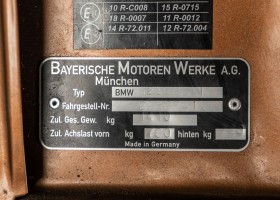 10 R-C008 15 R-0715
18 R-0007 11 R-0012
14 R-72.011 12 R-72.004
BAYERISCHE MOTOREN WERKE A.G.
München
Typ BMW
Fahrgestell-Nr.
Zul. Ges. Gew. kg
Zul. Achslast vorn kg hinten kg
Made in Germany